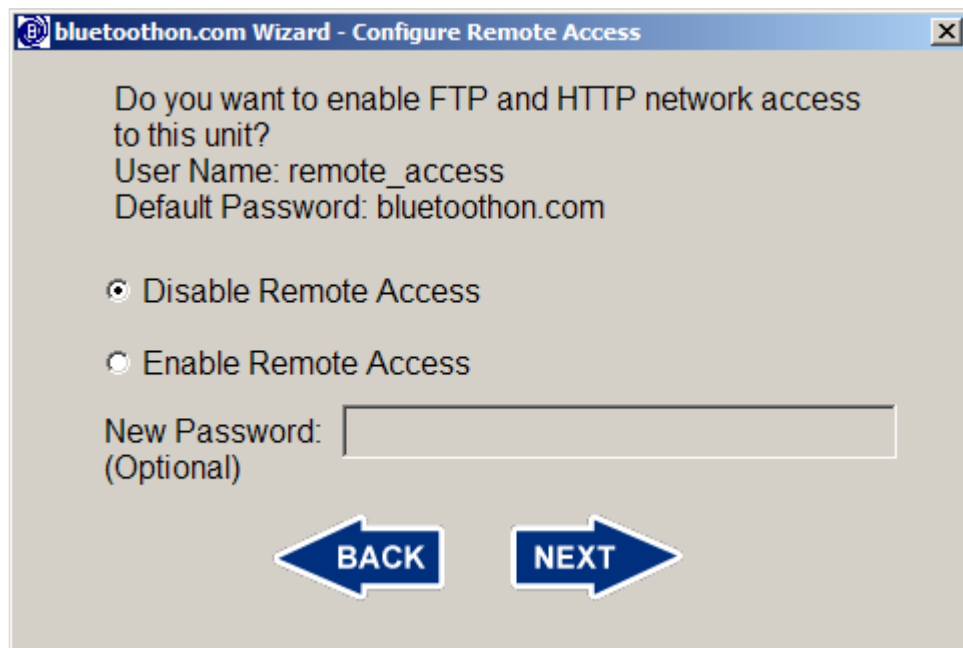 bluetoothon.com Wizard - Configure Remote Access
Do you want to enable FTP and HTTP network access
to this unit?
User Name: remote_access
Default Password: bluetoothon.com
Disable Remote Access
Enable Remote Access
New Password:
(Optional)
BACK
NEXT